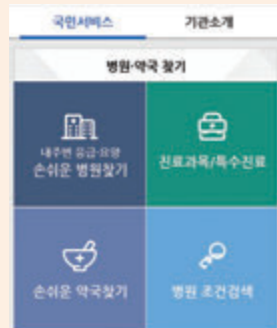 국민서비스 기관소개
병원·약국 찾기
내주변 응급·요양
손쉬운 병원찾기
진료과목/특수진료
손쉬운 약국찾기
병원 조건검색